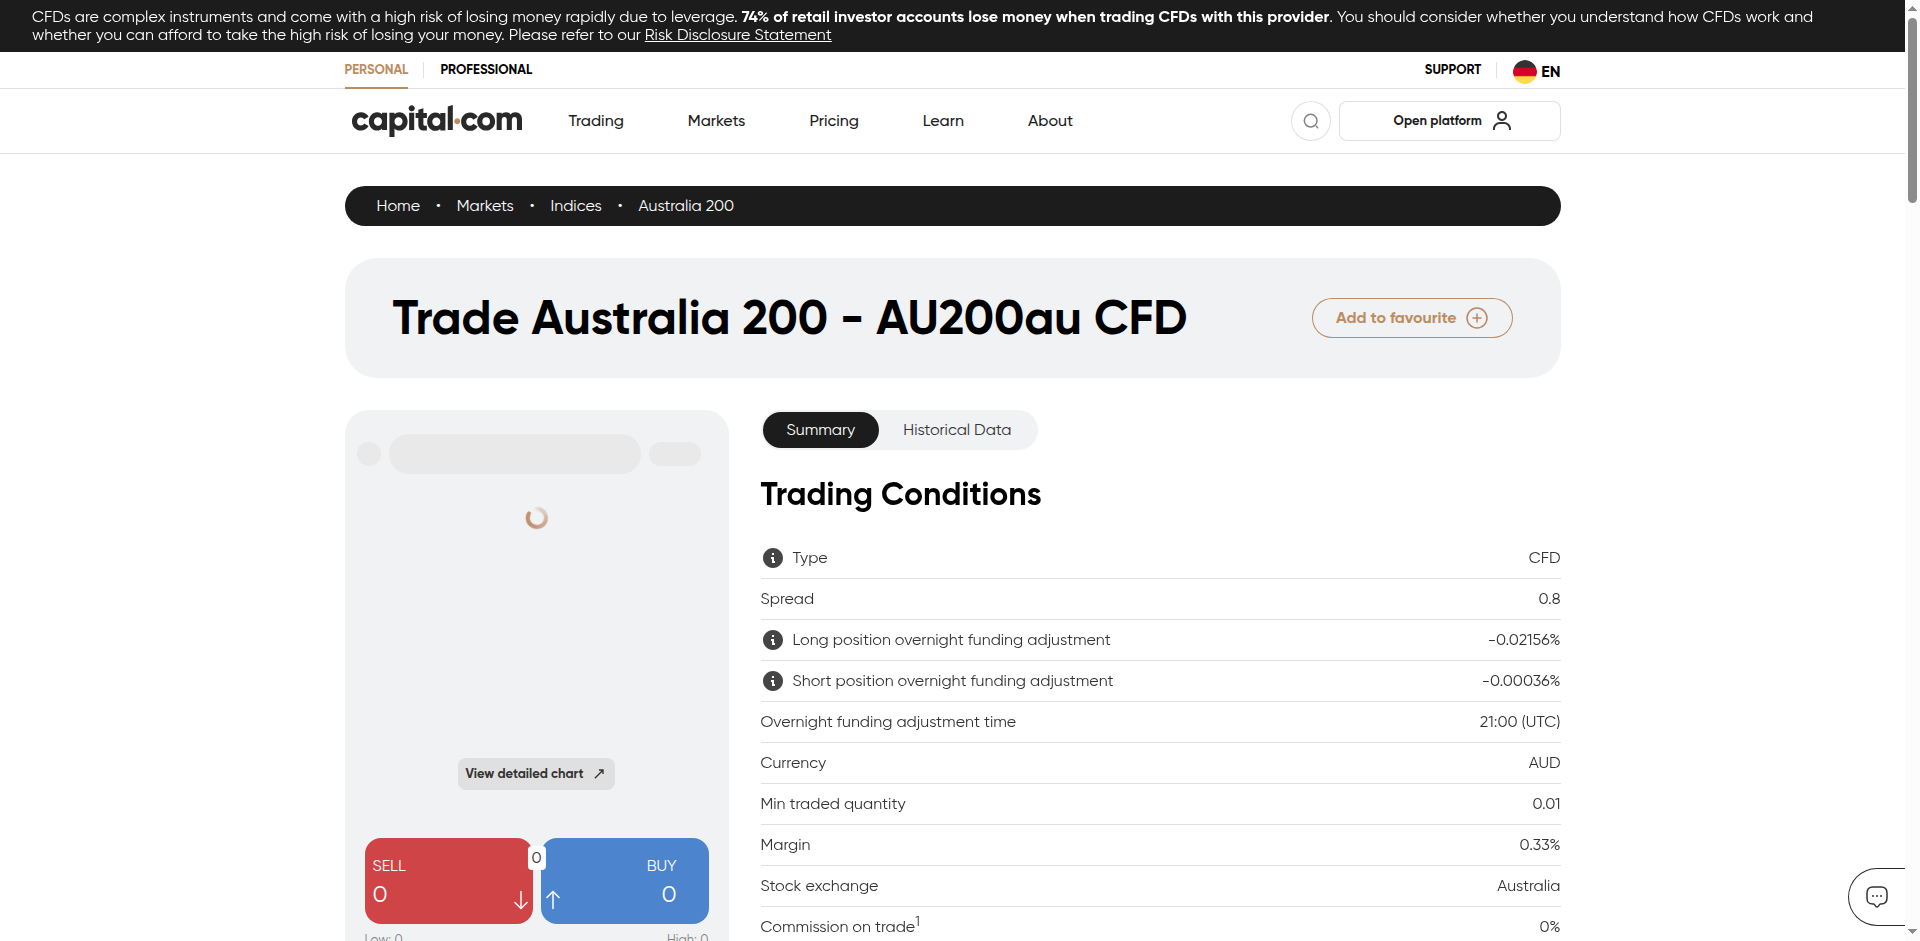 CFDs are complex instruments and come with a high risk of losing money rapidly due to leverage. 74% of retail investor accounts lose money when trading CFDs with this provider. You should consider whether you understand how CFDs work and
whether you can afford to take the high risk of losing your money. Please refer to our Risk Disclosure Statement
PERSONAL PROFESSIONAL SUPPORT EN
capital.com Trading Markets Pricing Learn About Open platform
Home • Markets • Indices • Australia 200
Trade Australia 200 - AU200au CFD Add to favourite
Summary Historical Data
Trading Conditions
Type CFD
Spread 0.8
Long position overnight funding adjustment -0.02156%
Short position overnight funding adjustment -0.00036%
Overnight funding adjustment time 21:00 (UTC)
Currency AUD
Min traded quantity 0.01
Margin 0.33%
Stock exchange Australia
Commission on trade1 0%
View detailed chart
SELL 0 BUY
0 0
Low: 0 High: 0